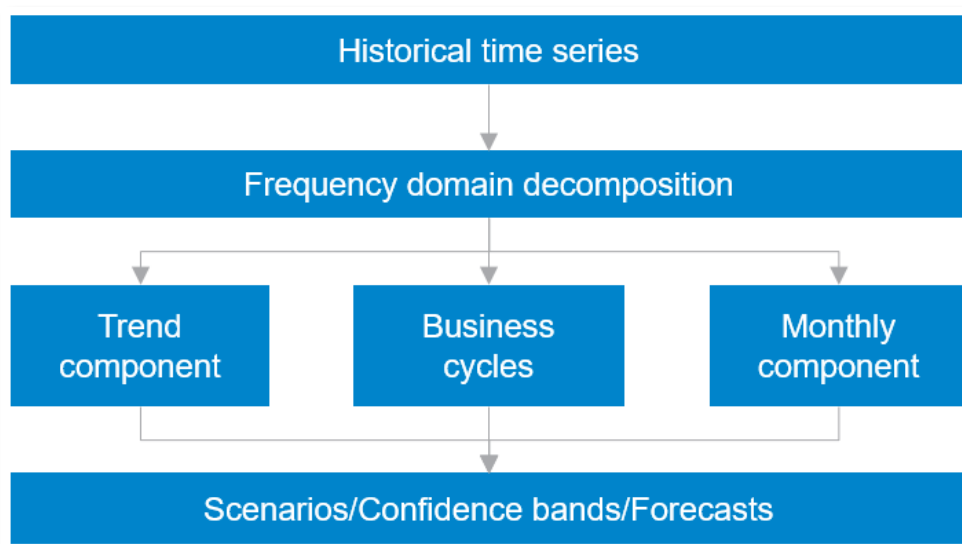 Historical time series
Frequency domain decomposition
Trend
component
Business
cycles
Monthly
component
Scenarios/Confidence bands/Forecasts